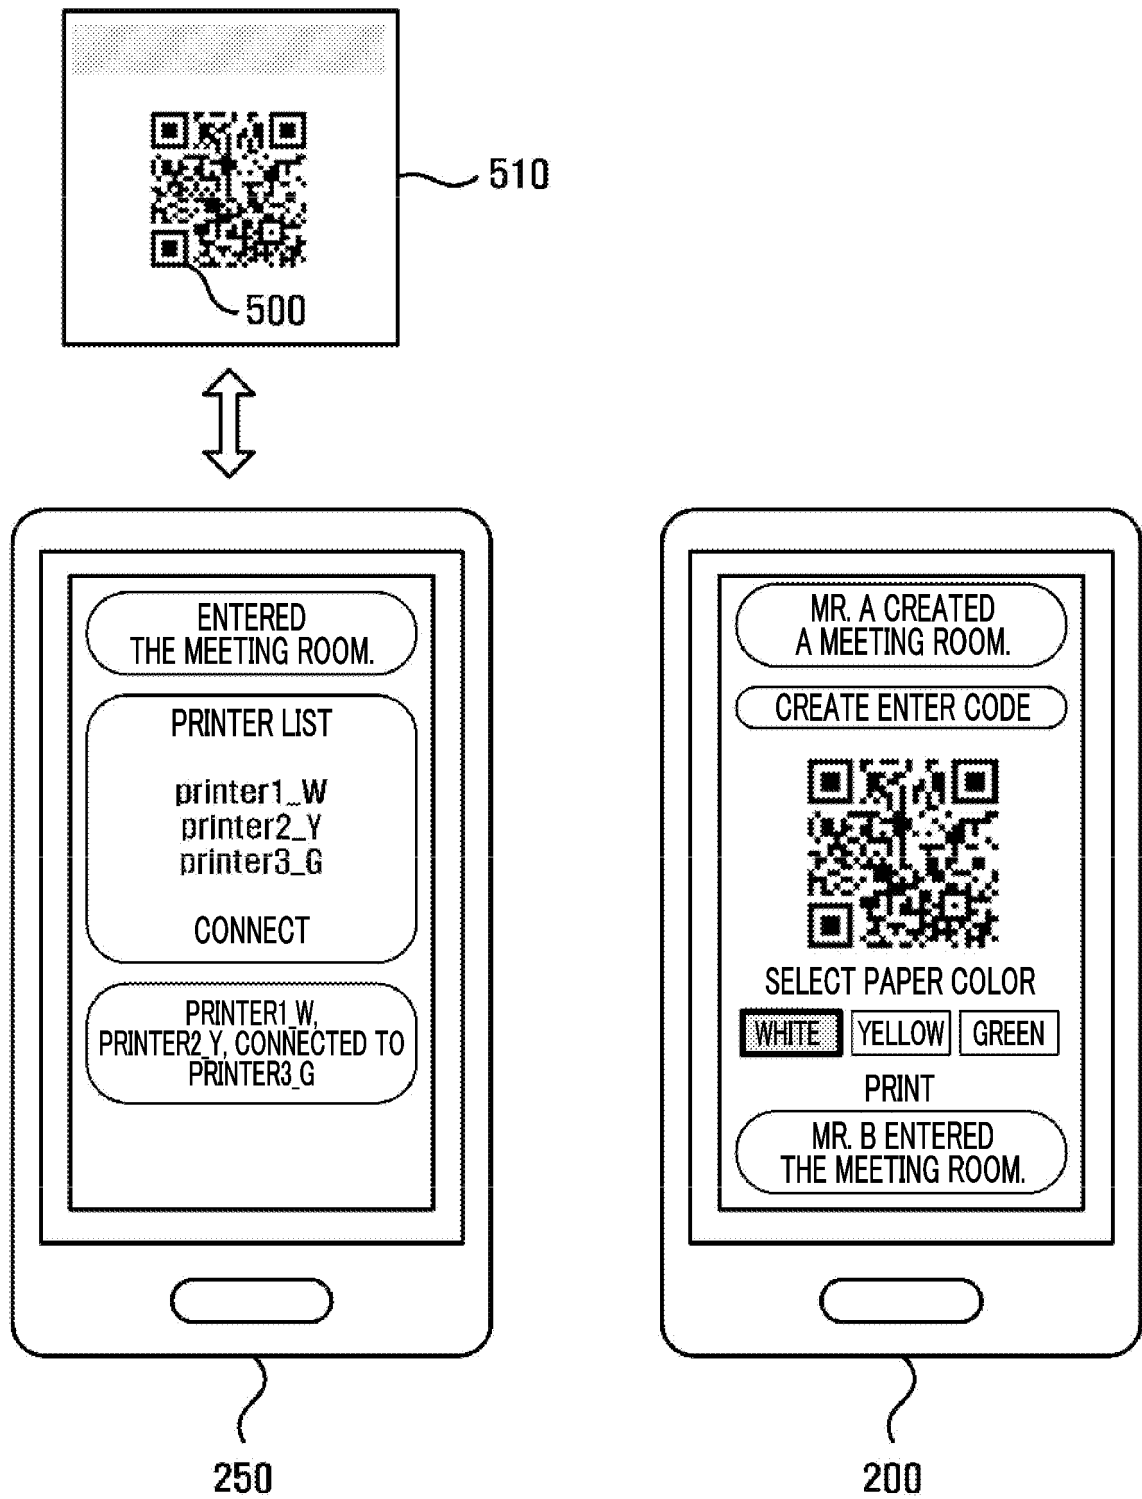 510
500
ENTERED
THE MEETING ROOM.
PRINTER LIST
printer1_W
printer2_Y
printer3_G
CONNECT
PRINTER1_W,
PRINTER2_Y, CONNECTED TO
PRINTER3_G
250
MR. A CREATED
A MEETING ROOM.
CREATE ENTER CODE
SELECT PAPER COLOR
WHITE YELLOW GREEN
PRINT
MR. B ENTERED
THE MEETING ROOM.
200